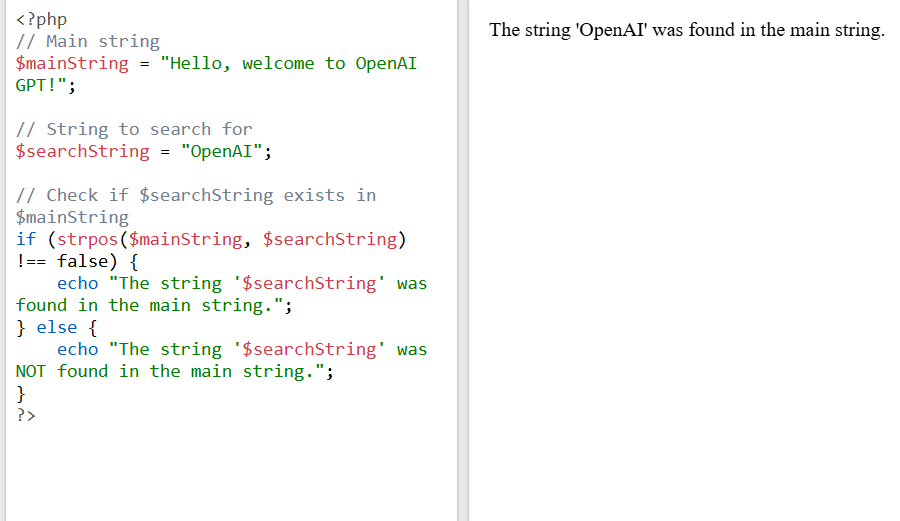 <?php
// Main string
$mainString = "Hello, welcome to OpenAI
GPT!";
// String to search for
$searchString = "OpenAI";
// Check if $searchString exists in
$mainString
if (strpos($mainString, $searchString)
!== false) {
    echo "The string '$searchString' was
found in the main string.";
} else {
    echo "The string '$searchString' was
NOT found in the main string.";
}
?>
The string 'OpenAI' was found in the main string.